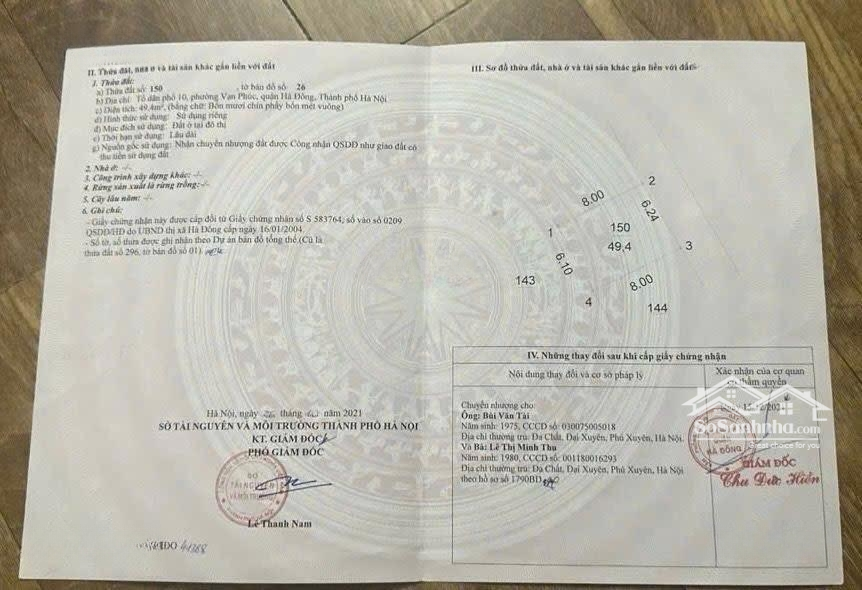 II. Thửa đất, nhà ở và tài sản khác gắn liền với đất
1. Thửa đất:
a) Thửa đất số: 150 , tờ bản đồ số: 26
b) Địa chỉ: Tổ dân phố 10, phường Vạn Phúc, quận Hà Đông, Thành phố Hà Nội
c) Diện tích: 49,4m², (bằng chữ: Bốn mươi chín phẩy bốn mét vuông)
d) Hình thức sử dụng: Sử dụng riêng
đ) Mục đích sử dụng: Đất ở tại đô thị
e) Thời hạn sử dụng: Lâu dài
g) Nguồn gốc sử dụng: Nhận chuyển nhượng đất được Công nhận QSDĐ như giao đất có
thu tiền sử dụng đất
2. Nhà ở: -/-
3. Công trình xây dựng khác: -/-
4. Rừng sản xuất là rừng trồng:-/-
5. Cây lâu năm: -/-
6. Ghi chú:
- Giấy chứng nhận này được cấp đổi từ Giấy chứng nhận số S 583764, số vào sổ 0209
QSDĐ/HĐ do UBND thị xã Hà Đông cấp ngày 16/01/2004.
- Số tờ, số thửa được ghi nhận theo Dự án bản đồ tổng thể.(Cũ là
thửa đất số 296, tờ bản đồ số 01).
Hà Nội, ngày tháng năm 2021
SỞ TÀI NGUYÊN VÀ MÔI TRƯỜNG THÀNH PHỐ HÀ NỘI
KT. GIÁM ĐỐC
PHÓ GIÁM ĐỐC
SỞ
TÀI NGUYÊN
VÀ MÔI TRƯỜNG
Lê Thanh Nam
III. Sơ đồ thửa đất, nhà ở và tài sản khác gắn liền với đất
2
8.00
6.24
1
150
49,4
3
6.10
143
8.00
4
144
IV. Những thay đổi sau khi cấp giấy chứng nhận
Nội dung thay đổi và cơ sở pháp lý
Xác nhận của cơ quan
có thẩm quyền
Chuyển nhượng cho:
Ông: Bùi Văn Tài
Năm sinh: 1975, CCCD số: 030075005018
Địa chỉ thường trú: Đa Chất, Đại Xuyên, Phú Xuyên, Hà Nội.
Và Bà: Lê Thị Minh Thu
Năm sinh: 1980, CCCD số: 001180016293
Địa chỉ thường trú: Đa Chất, Đại Xuyên, Phú Xuyên, Hà Nội
theo hồ sơ số 1790BD
SoSanhNha.com
Great choice for you
HÀ ĐÔNG
GIÁM ĐỐC
Chu Đức Hiển